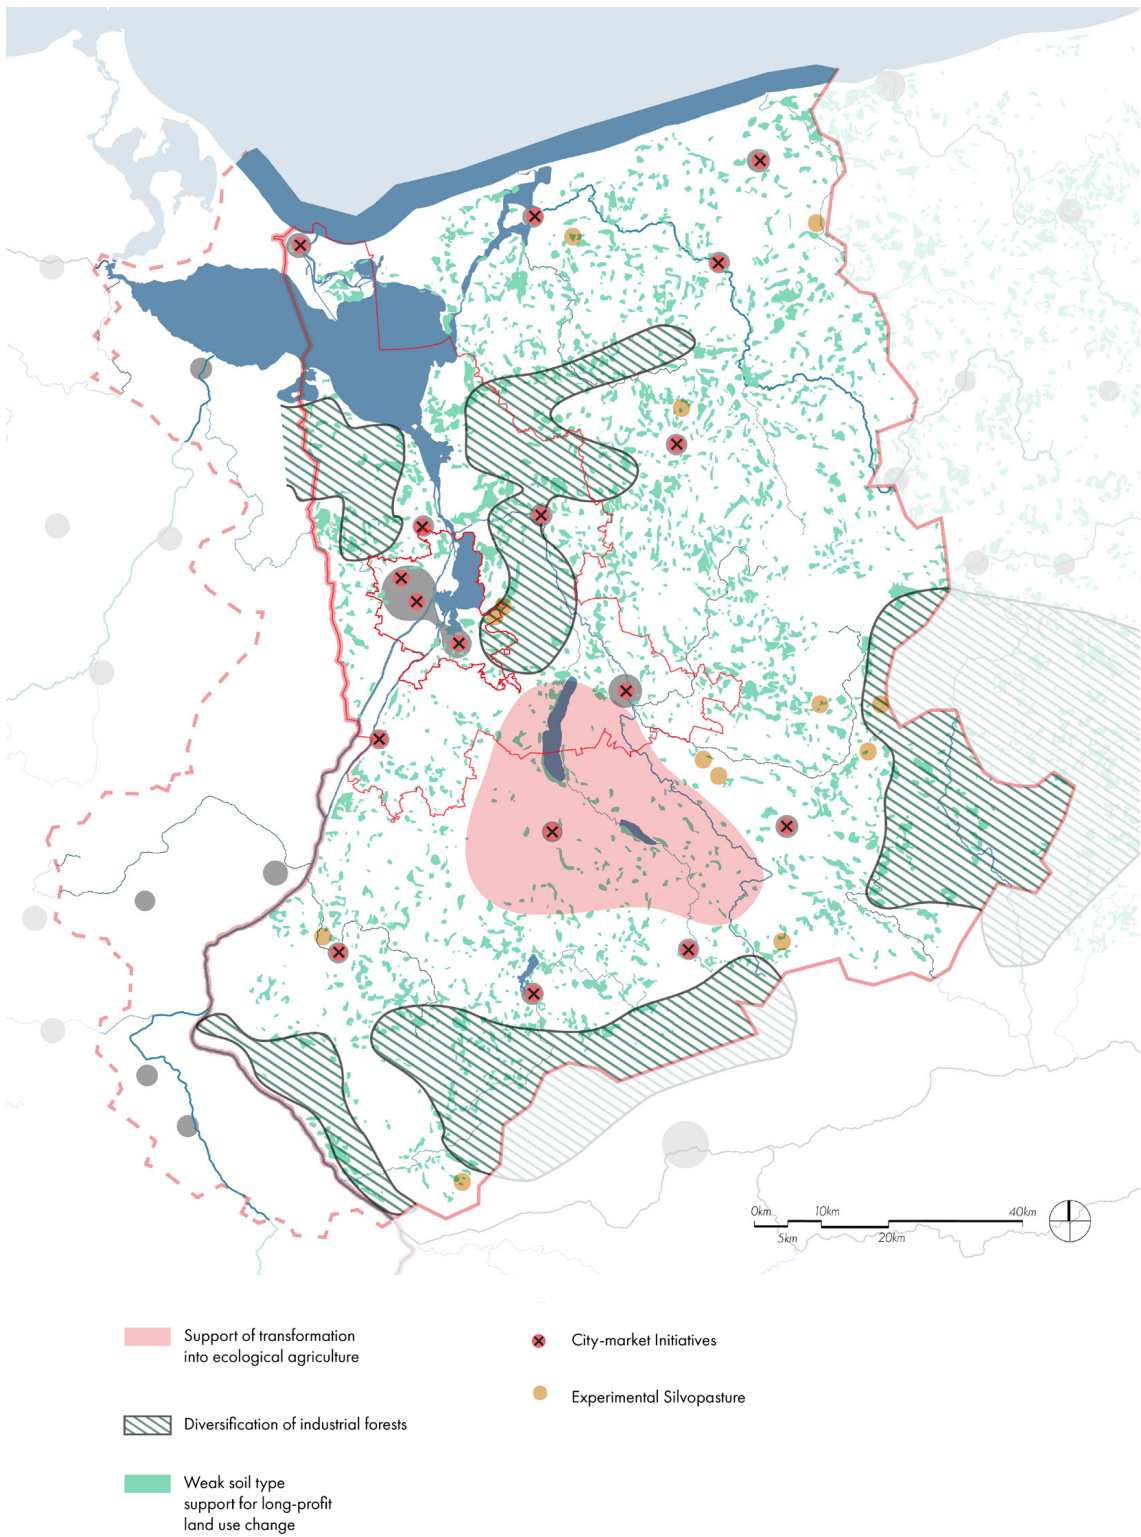 0km 10km 40km
5km 20km
Support of transformation
into ecological agriculture
City-market Initiatives
Experimental Silvopasture
Diversification of industrial forests
Weak soil type
support for long-profit
land use change